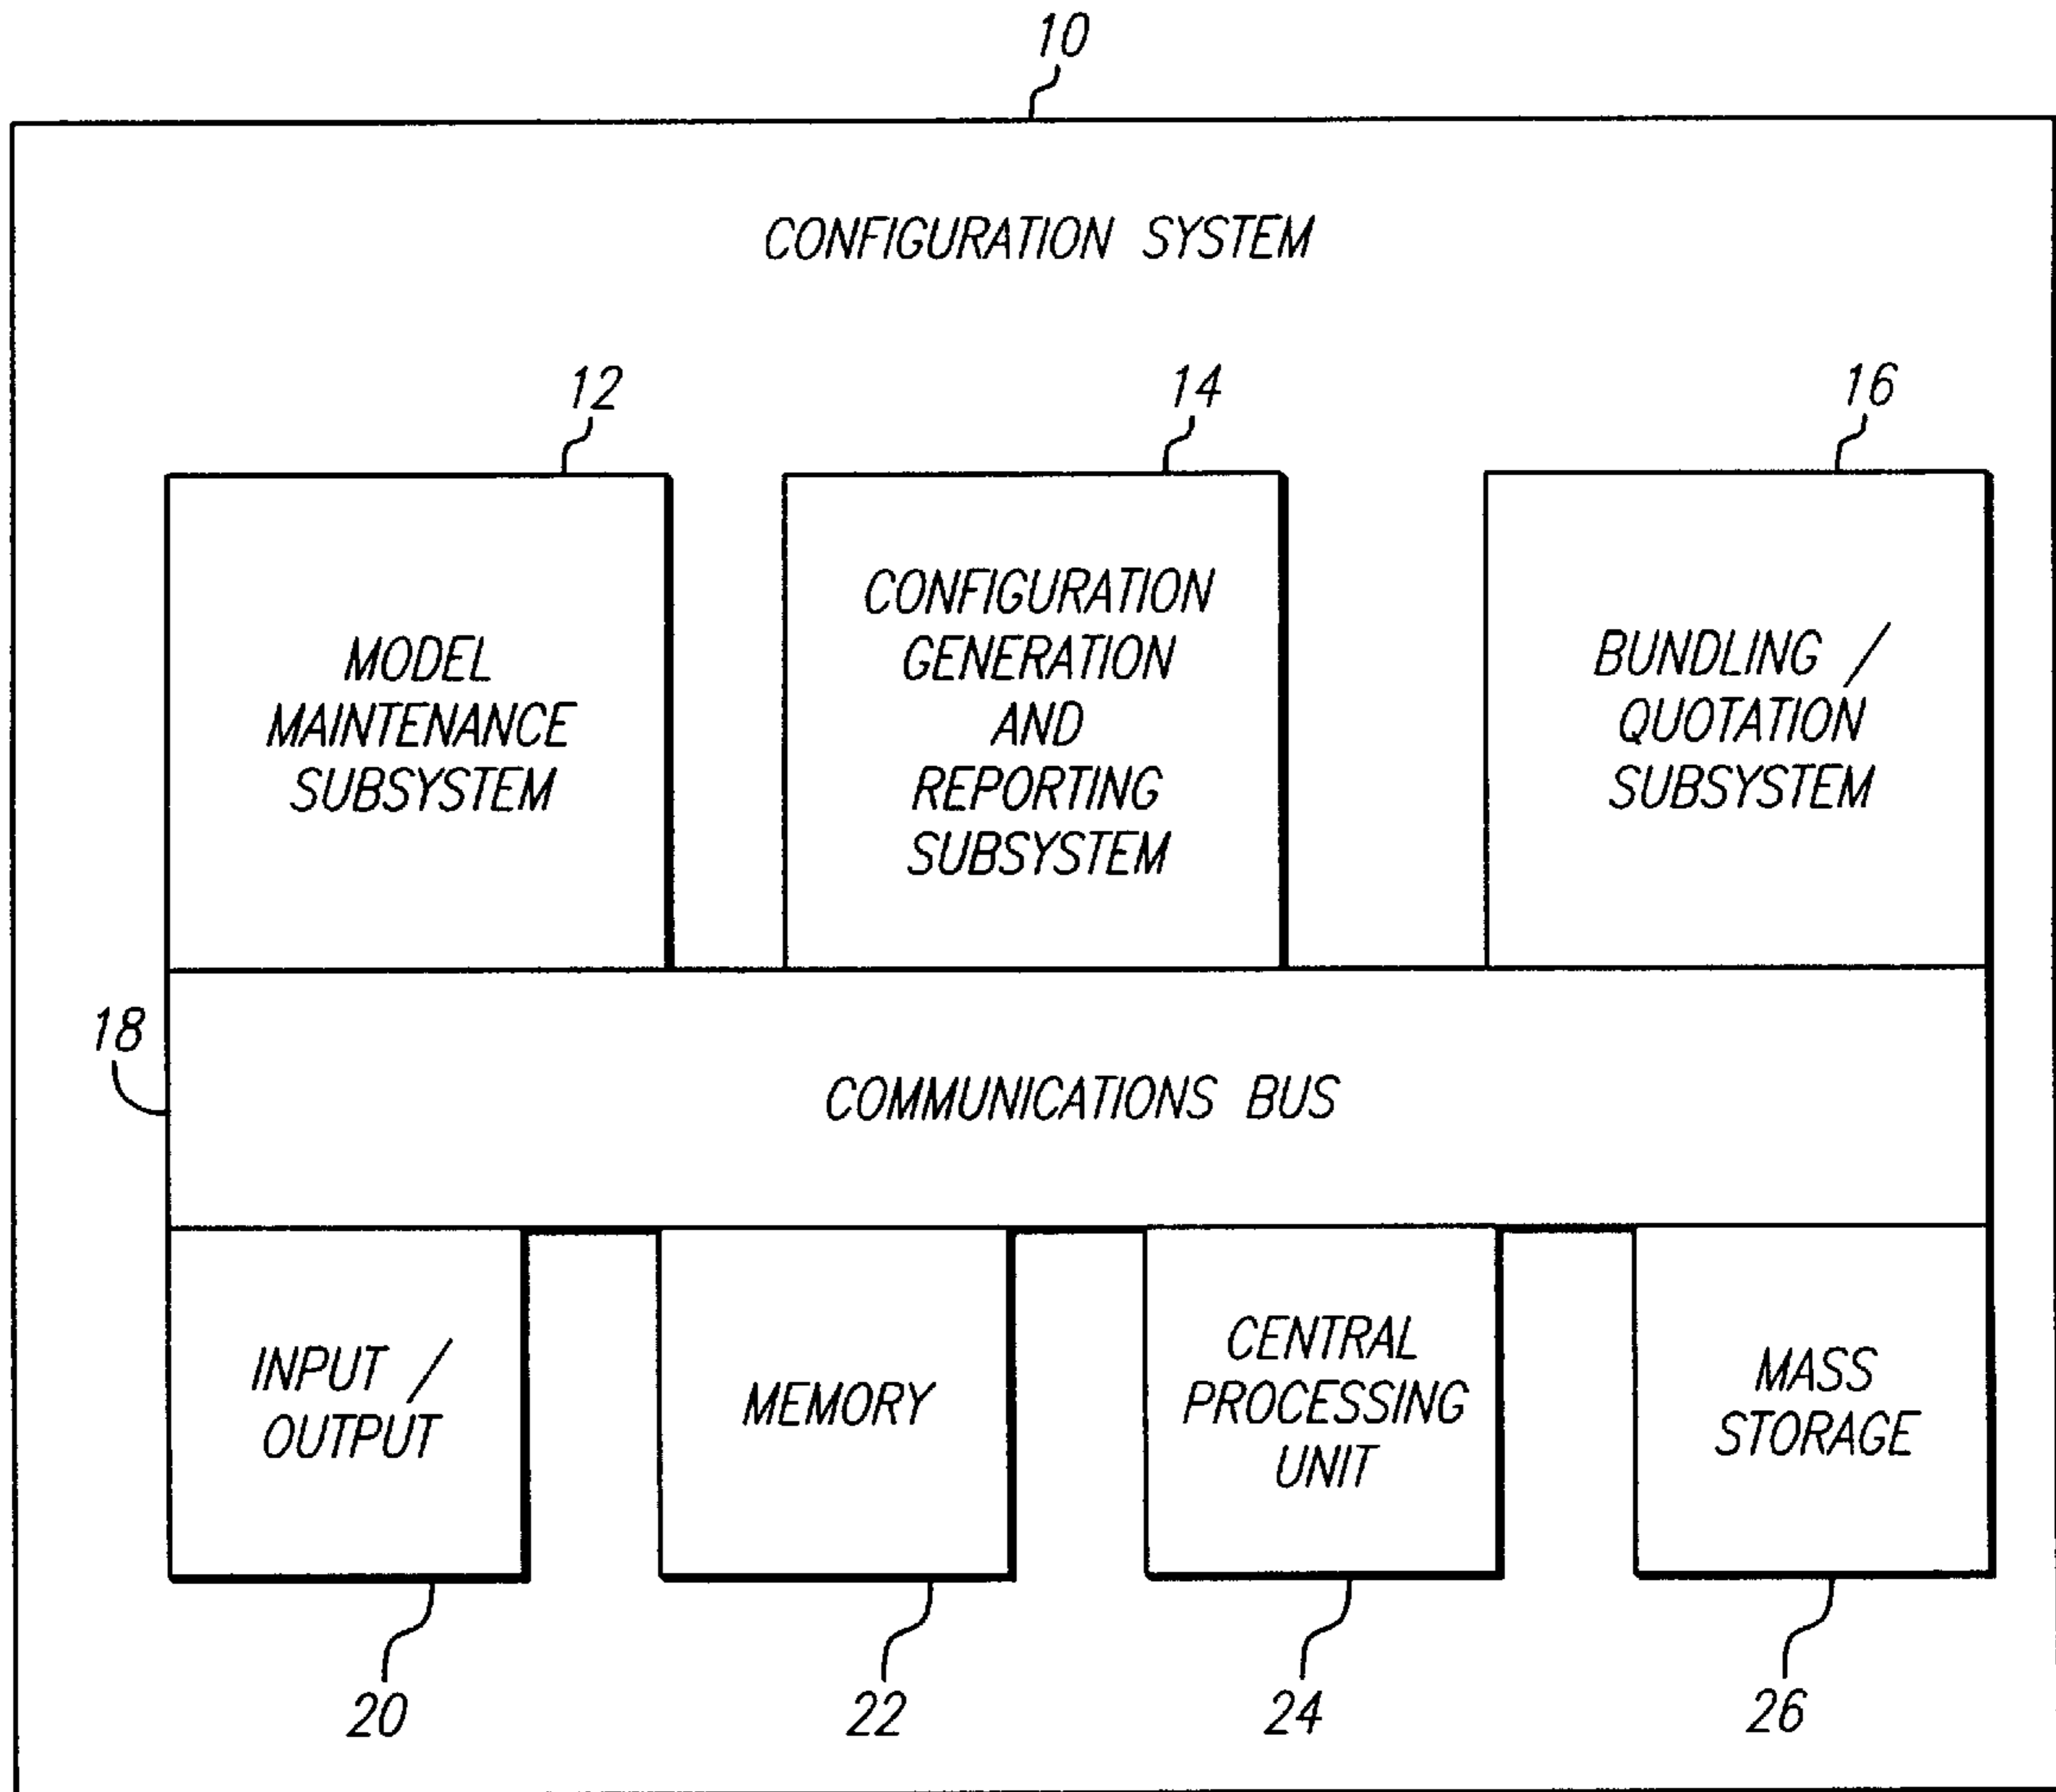 10
CONFIGURATION SYSTEM
12
14
16
MODEL
MAINTENANCE
SUBSYSTEM
CONFIGURATION
GENERATION
AND
REPORTING
SUBSYSTEM
BUNDLING /
QUOTATION
SUBSYSTEM
18
COMMUNICATIONS BUS
INPUT /
OUTPUT
MEMORY
CENTRAL
PROCESSING
UNIT
MASS
STORAGE
20
22
24
26